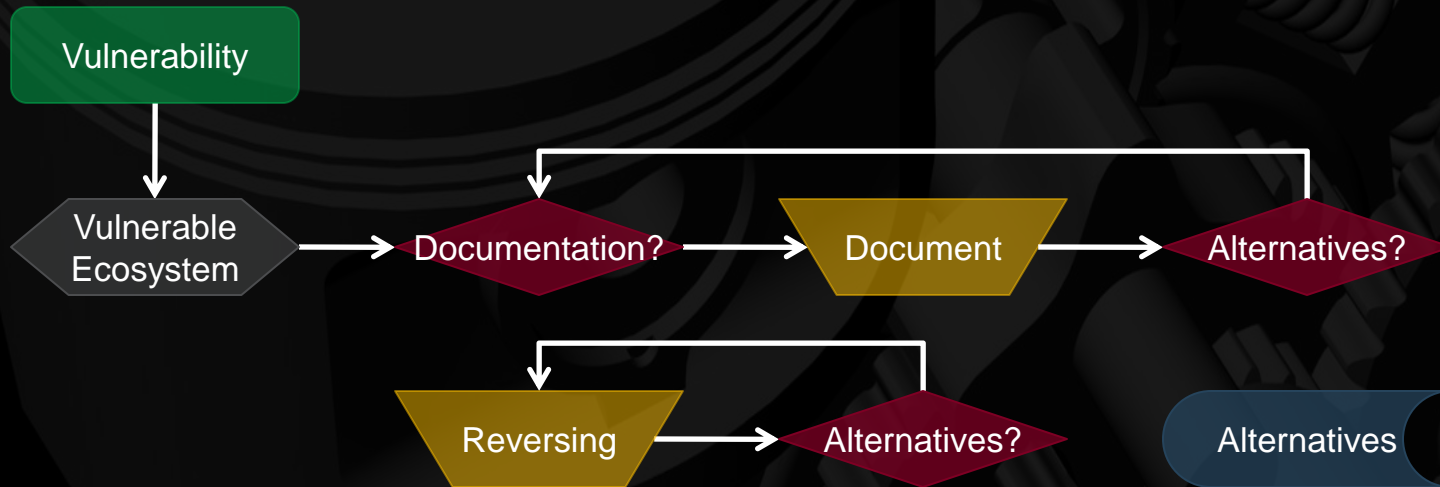 Vulnerability
Vulnerable
Ecosystem
Documentation?
Document
Alternatives?
Reversing
Alternatives?
Alternatives